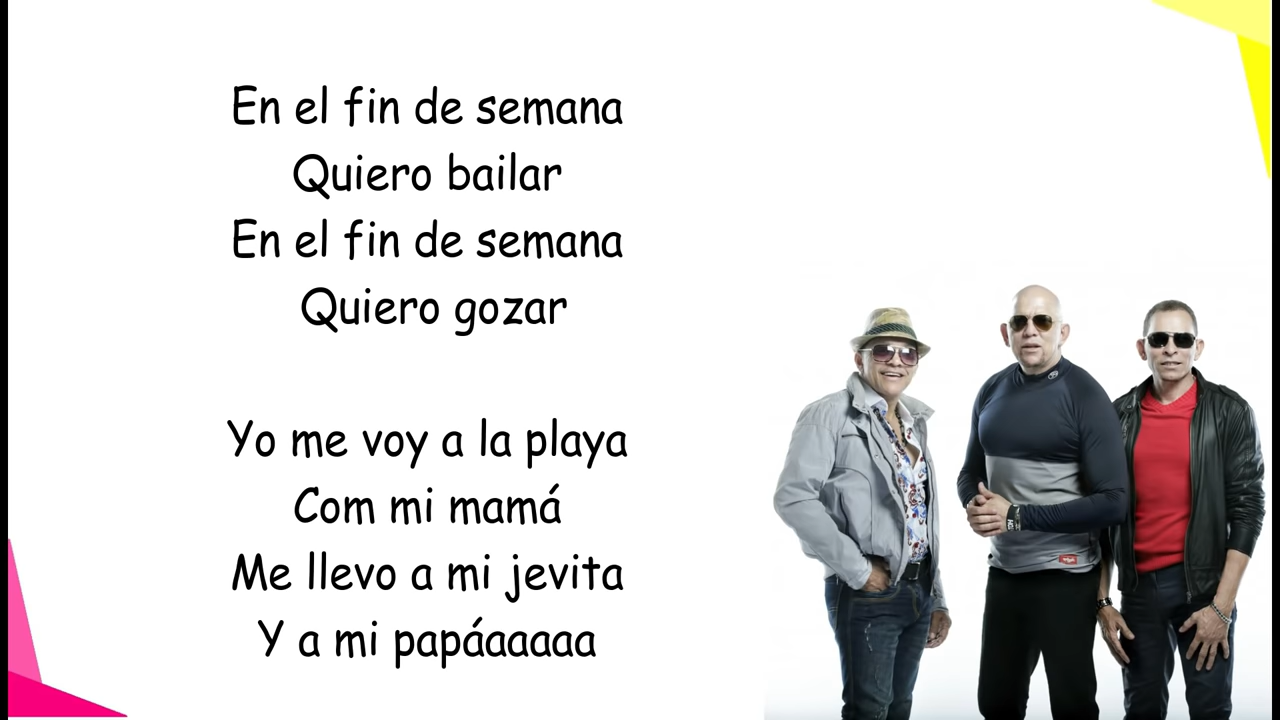 En el fin de semana
Quiero bailar
En el fin de semana
Quiero gozar
Yo me voy a la playa
Com mi mamá
Me llevo a mi jevita
Y a mi papáaaaaa